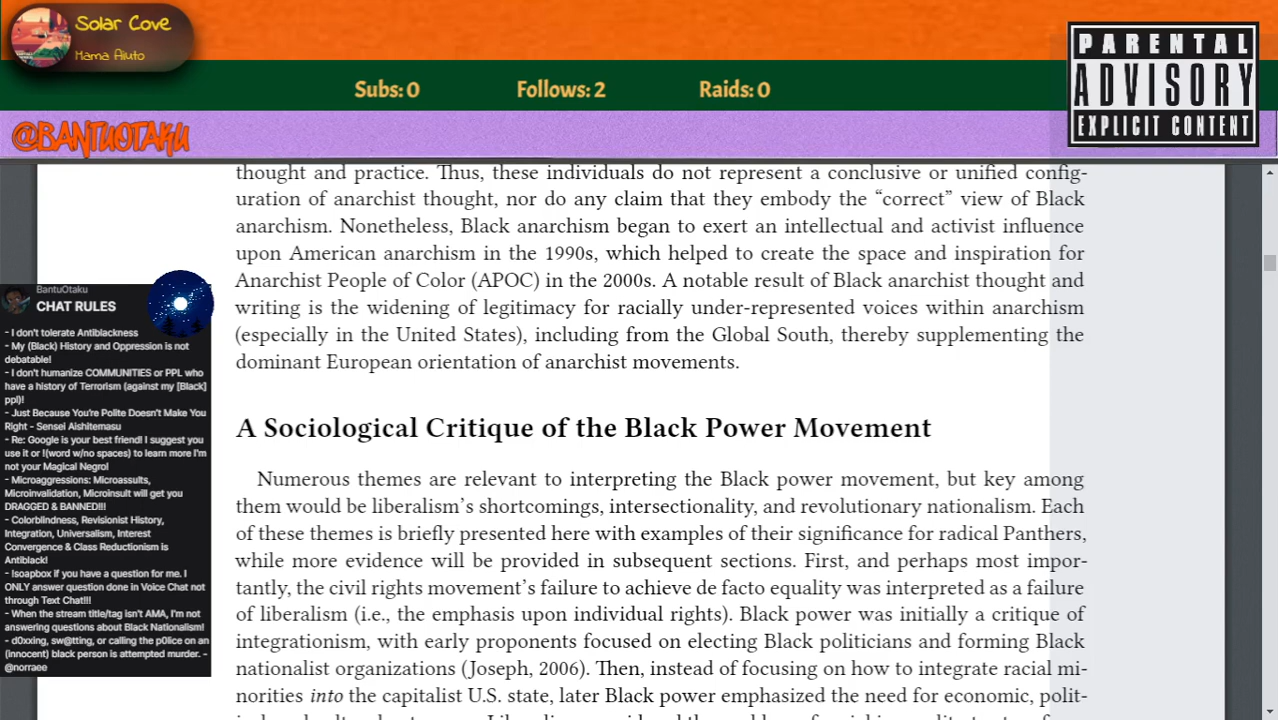 Solar Cove
Mama Aiuto
PARENTAL
ADVISORY
EXPLICIT CONTENT
Subs: 0
Follows: 2
Raids: 0
@BANTUOTAKU
thought and practice. Thus, these individuals do not represent a conclusive or unified config-
uration of anarchist thought, nor do any claim that they embody the “correct” view of Black
anarchism. Nonetheless, Black anarchism began to exert an intellectual and activist influence
upon American anarchism in the 1990s, which helped to create the space and inspiration for
Anarchist People of Color (APOC) in the 2000s. A notable result of Black anarchist thought and
writing is the widening of legitimacy for racially under-represented voices within anarchism
(especially in the United States), including from the Global South, thereby supplementing the
dominant European orientation of anarchist movements.
A Sociological Critique of the Black Power Movement
Numerous themes are relevant to interpreting the Black power movement, but key among
them would be liberalism’s shortcomings, intersectionality, and revolutionary nationalism. Each
of these themes is briefly presented here with examples of their significance for radical Panthers,
while more evidence will be provided in subsequent sections. First, and perhaps most impor-
tantly, the civil rights movement’s failure to achieve de facto equality was interpreted as a failure
of liberalism (i.e., the emphasis upon individual rights). Black power was initially a critique of
integrationism, with early proponents focused on electing Black politicians and forming Black
nationalist organizations (Joseph, 2006). Then, instead of focusing on how to integrate racial mi-
norities into the capitalist U.S. state, later Black power emphasized the need for economic, polit-
BantuOtaku
CHAT RULES
- I don't tolerate Antiblackness
- My (Black) History and Oppression is not
debatable!
- I don't humanize COMMUNITIES or PPL who
have a history of Terrorism (against my [Black]
ppl)!
- Just Because You're Polite Doesn't Make You
Right - Sensei Aishitemasu
- Re: Google is your best friend! I suggest you
use it or !(word w/no spaces) to learn more I'm
not your Magical Negro!
- Microaggressions: Microassults,
Microinvalidation, Microinsult will get you
DRAGGED & BANNED!!!
- Colorblindness, Revisionist History,
Integration, Universalism, Interest
Convergence & Class Reductionism is
Antiblack!
- !soapbox if you have a question for me. I
ONLY answer question done in Voice Chat not
through Text Chat!!!
- When the stream title/tag isn't AMA, I'm not
answering questions about Black Nationalism!
- d0xxing, sw@tting, or calling the p0lice on an
(innocent) black person is attempted murder. -
@norraee